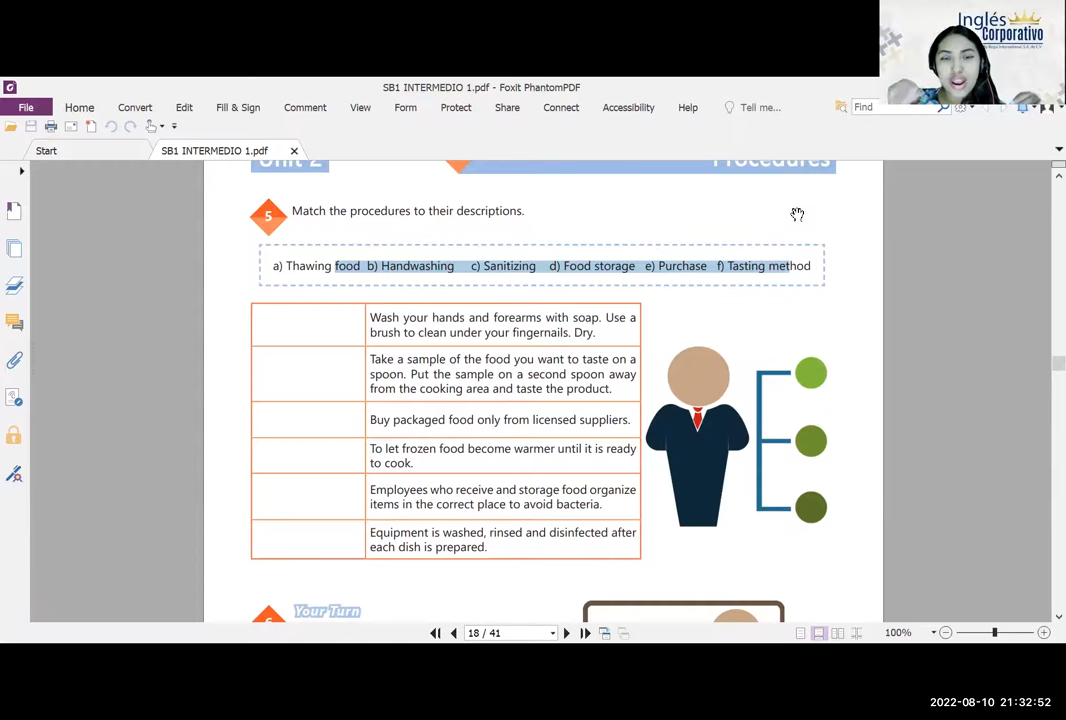 Inglés
Corporativo
SB1 INTERMEDIO 1.pdf - Foxit PhantomPDF
File Home Convert Edit Fill & Sign Comment View Form Protect Share Connect Accessibility Help Tell me... Find
Start SB1 INTERMEDIO 1.pdf
Unit 2 Procedures
5 Match the procedures to their descriptions.
a) Thawing food b) Handwashing c) Sanitizing d) Food storage e) Purchase f) Tasting method
Wash your hands and forearms with soap. Use a
brush to clean under your fingernails. Dry.
Take a sample of the food you want to taste on a
spoon. Put the sample on a second spoon away
from the cooking area and taste the product.
Buy packaged food only from licensed suppliers.
To let frozen food become warmer until it is ready
to cook.
Employees who receive and storage food organize
items in the correct place to avoid bacteria.
Equipment is washed, rinsed and disinfected after
each dish is prepared.
6 Your Turn
18 / 41
100%
2022-08-10 21:32:52